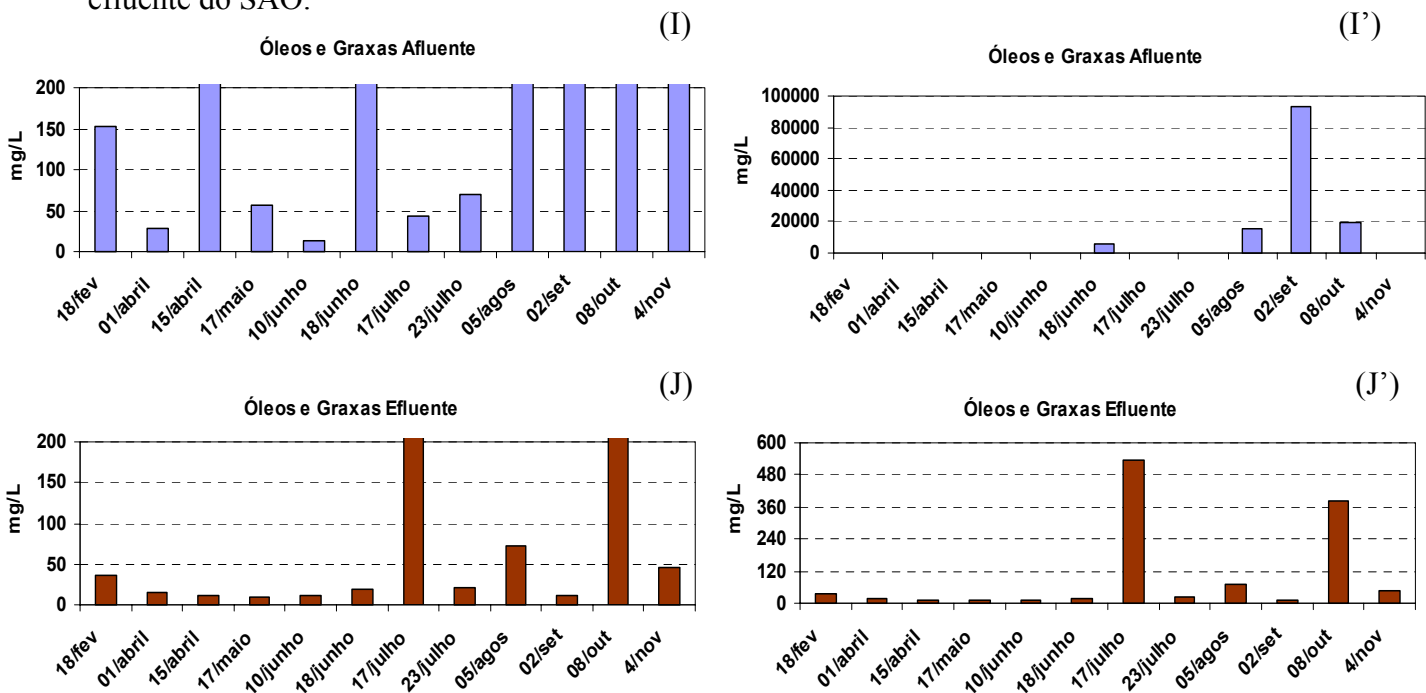 efluente do SAO.
(I)
Óleos e Graxas Afluente
mg/L
200
150
100
50
0
18/fev
01/abril
15/abril
17/maio
10/junho
18/junho
17/julho
23/julho
05/agos
02/set
08/out
4/nov
(I’)
Óleos e Graxas Afluente
mg/L
100000
80000
60000
40000
20000
0
18/fev
01/abril
15/abril
17/maio
10/junho
18/junho
17/julho
23/julho
05/agos
02/set
08/out
4/nov
(J)
Óleos e Graxas Efluente
mg/L
200
150
100
50
0
18/fev
01/abril
15/abril
17/maio
10/junho
18/junho
17/julho
23/julho
05/agos
02/set
08/out
4/nov
(J’)
Óleos e Graxas Efluente
mg/L
600
480
360
240
120
0
18/fev
01/abril
15/abril
17/maio
10/junho
18/junho
17/julho
23/julho
05/agos
02/set
08/out
4/nov